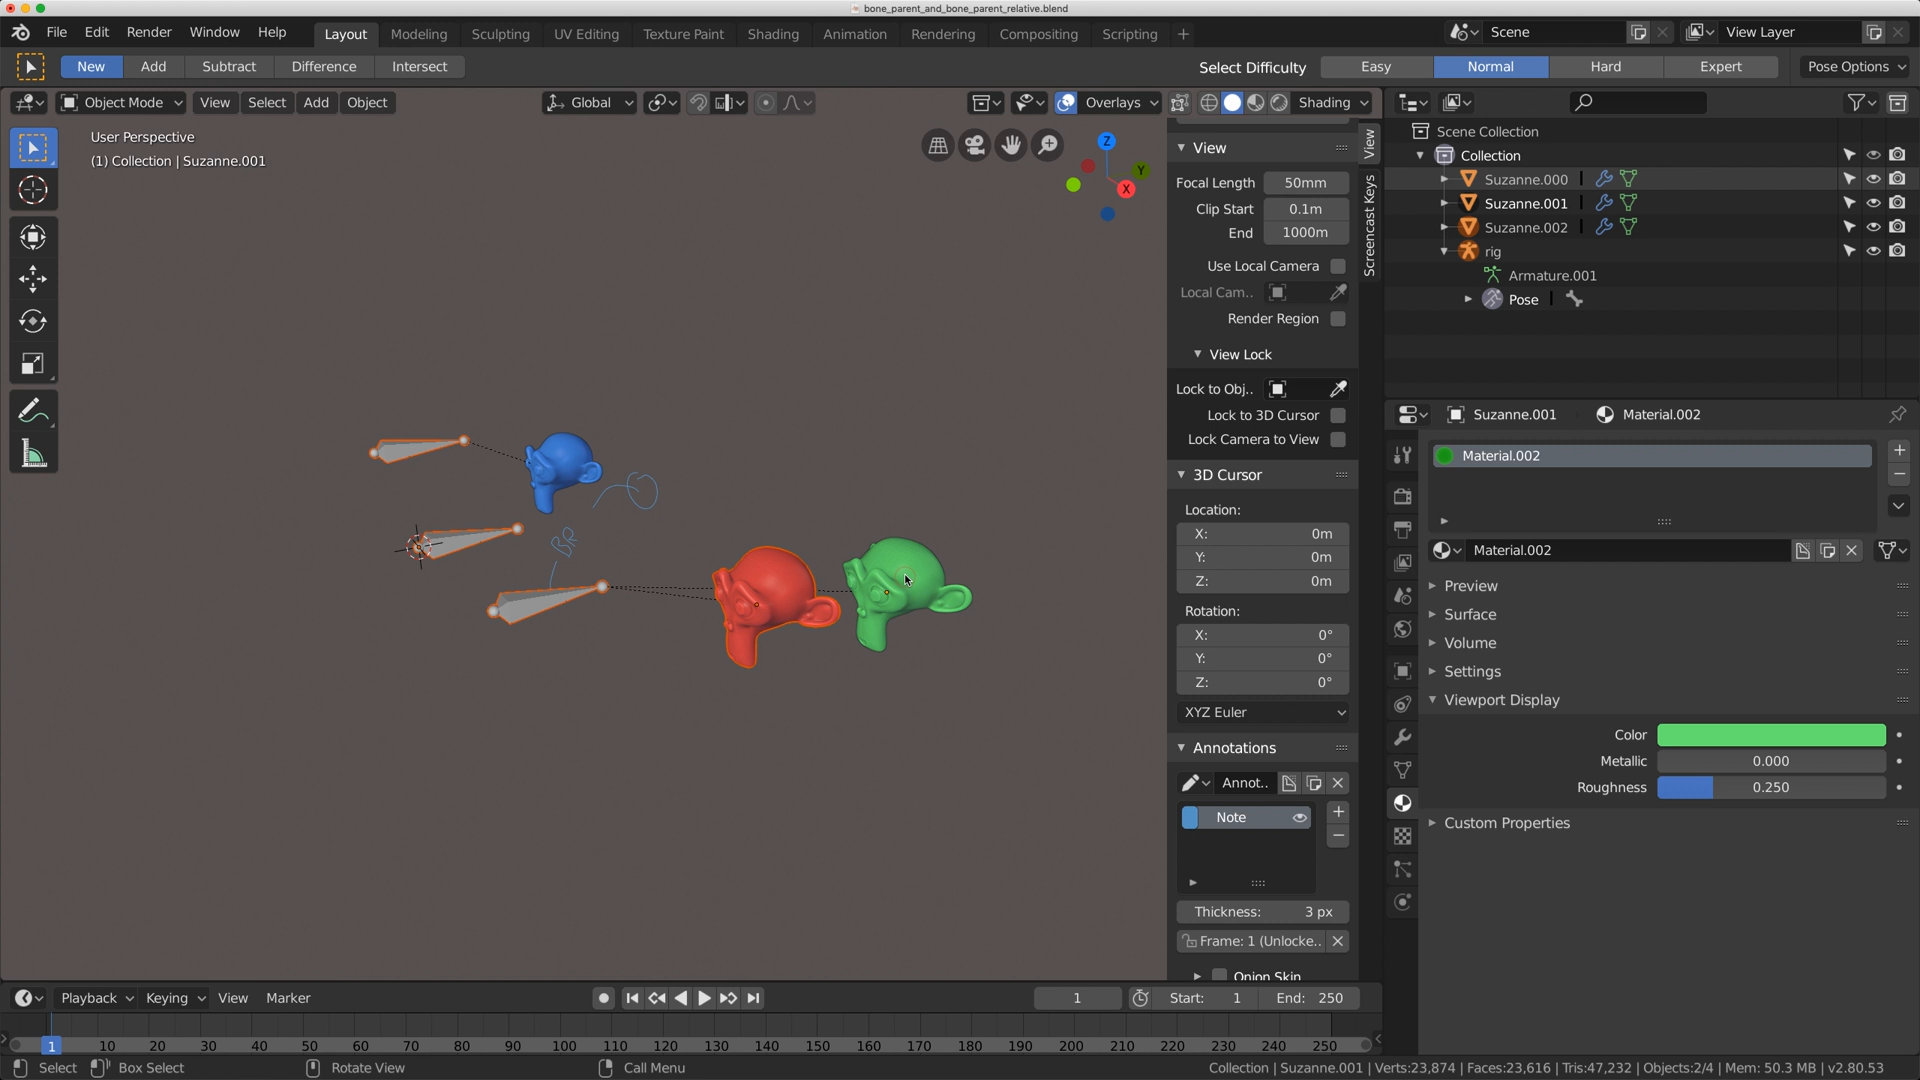 bone_parent_and_bone_parent_relative.blend
File Edit Render Window Help Layout Modeling Sculpting UV Editing Texture Paint Shading Animation Rendering Compositing Scripting + Scene View Layer
New Add Subtract Difference Intersect Select Difficulty Easy Normal Hard Expert Pose Options
Object Mode View Select Add Object Global Overlays Shading
User Perspective
(1) Collection | Suzanne.001
Z
Y
X
BR
View
Focal Length 50mm
Clip Start 0.1m
End 1000m
Use Local Camera
Local Cam..
Render Region
View Lock
Lock to Obj..
Lock to 3D Cursor
Lock Camera to View
3D Cursor
Location:
X: 0m
Y: 0m
Z: 0m
Rotation:
X: 0°
Y: 0°
Z: 0°
XYZ Euler
Annotations
Annot..
Note
Thickness: 3 px
Frame: 1 (Unlocke..
Onion Skin
View
Screencast Keys
Scene Collection
Collection
Suzanne.000
Suzanne.001
Suzanne.002
rig
Armature.001
Pose
Suzanne.001 Material.002
Material.002
Material.002
Preview
Surface
Volume
Settings
Viewport Display
Color
Metallic 0.000
Roughness 0.250
Custom Properties
Playback Keying View Marker 1 Start: 1 End: 250
1 10 20 30 40 50 60 70 80 90 100 110 120 130 140 150 160 170 180 190 200 210 220 230 240 250
Select Box Select Rotate View Call Menu Collection | Suzanne.001 | Verts:23,874 | Faces:23,616 | Tris:47,232 | Objects:2/4 | Mem: 50.3 MB | v2.80.53